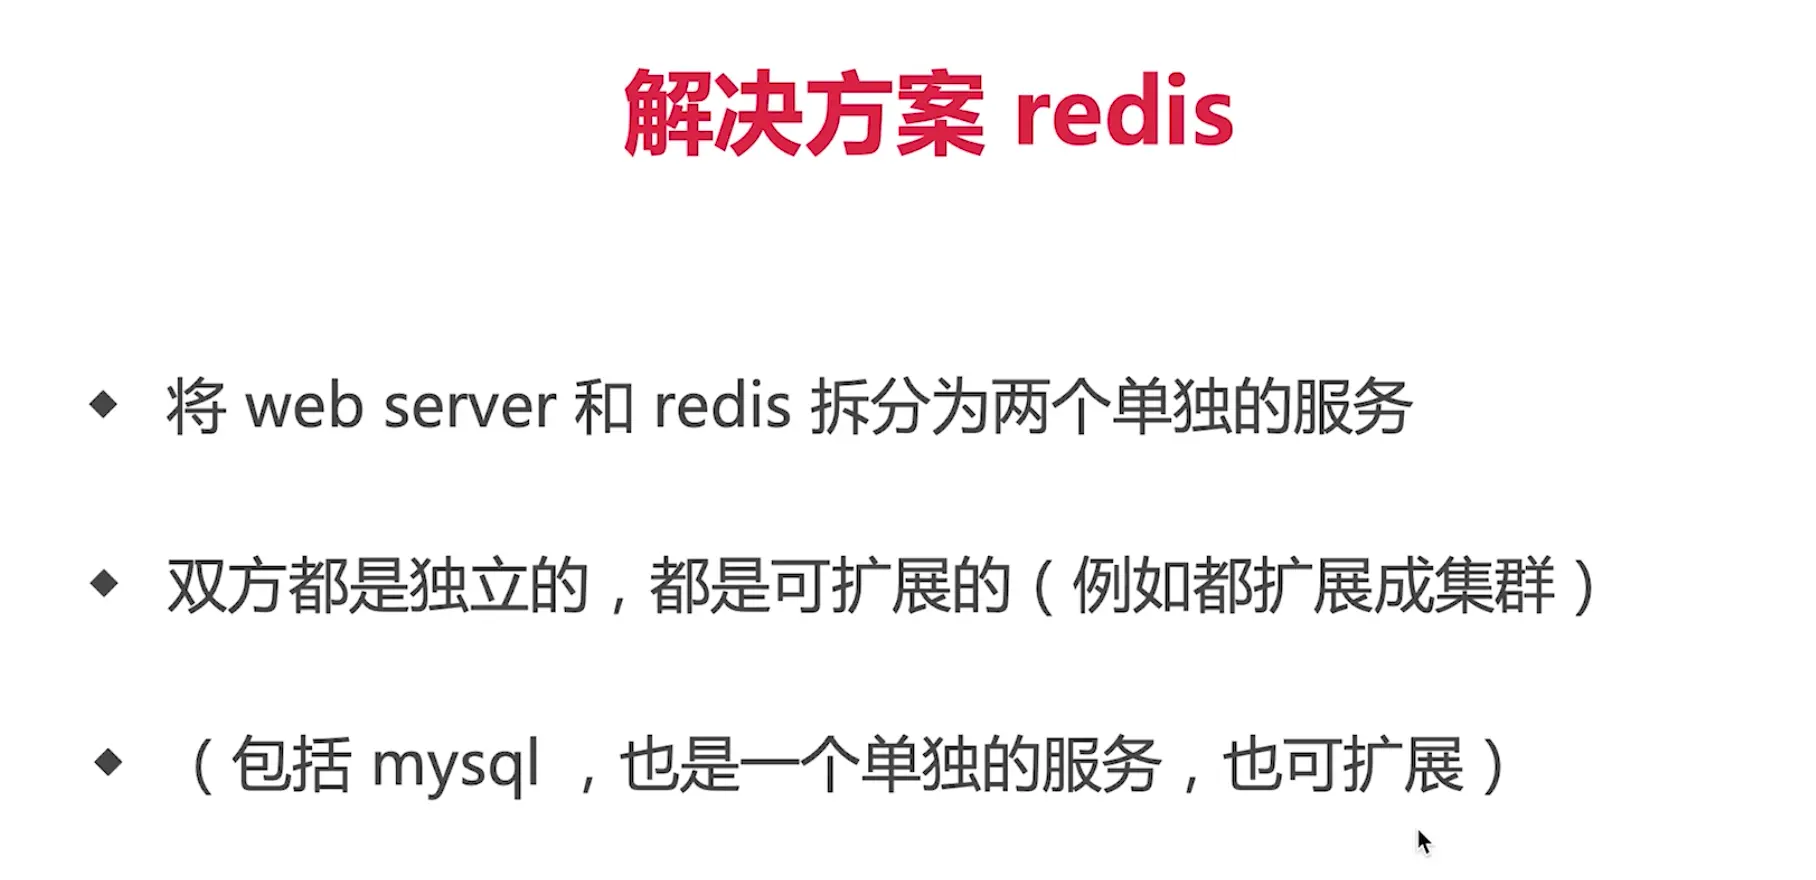 解决方案 redis
将 web server 和 redis 拆分为两个单独的服务
双方都是独立的，都是可扩展的（例如都扩展成集群）
（包括 mysql ，也是一个单独的服务，也可扩展）